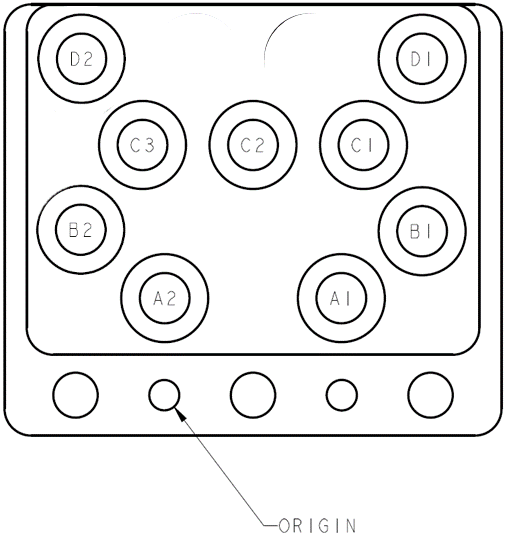 D2 D1
C3 C2 C1
B2 B1
A2 A1
ORIGIN